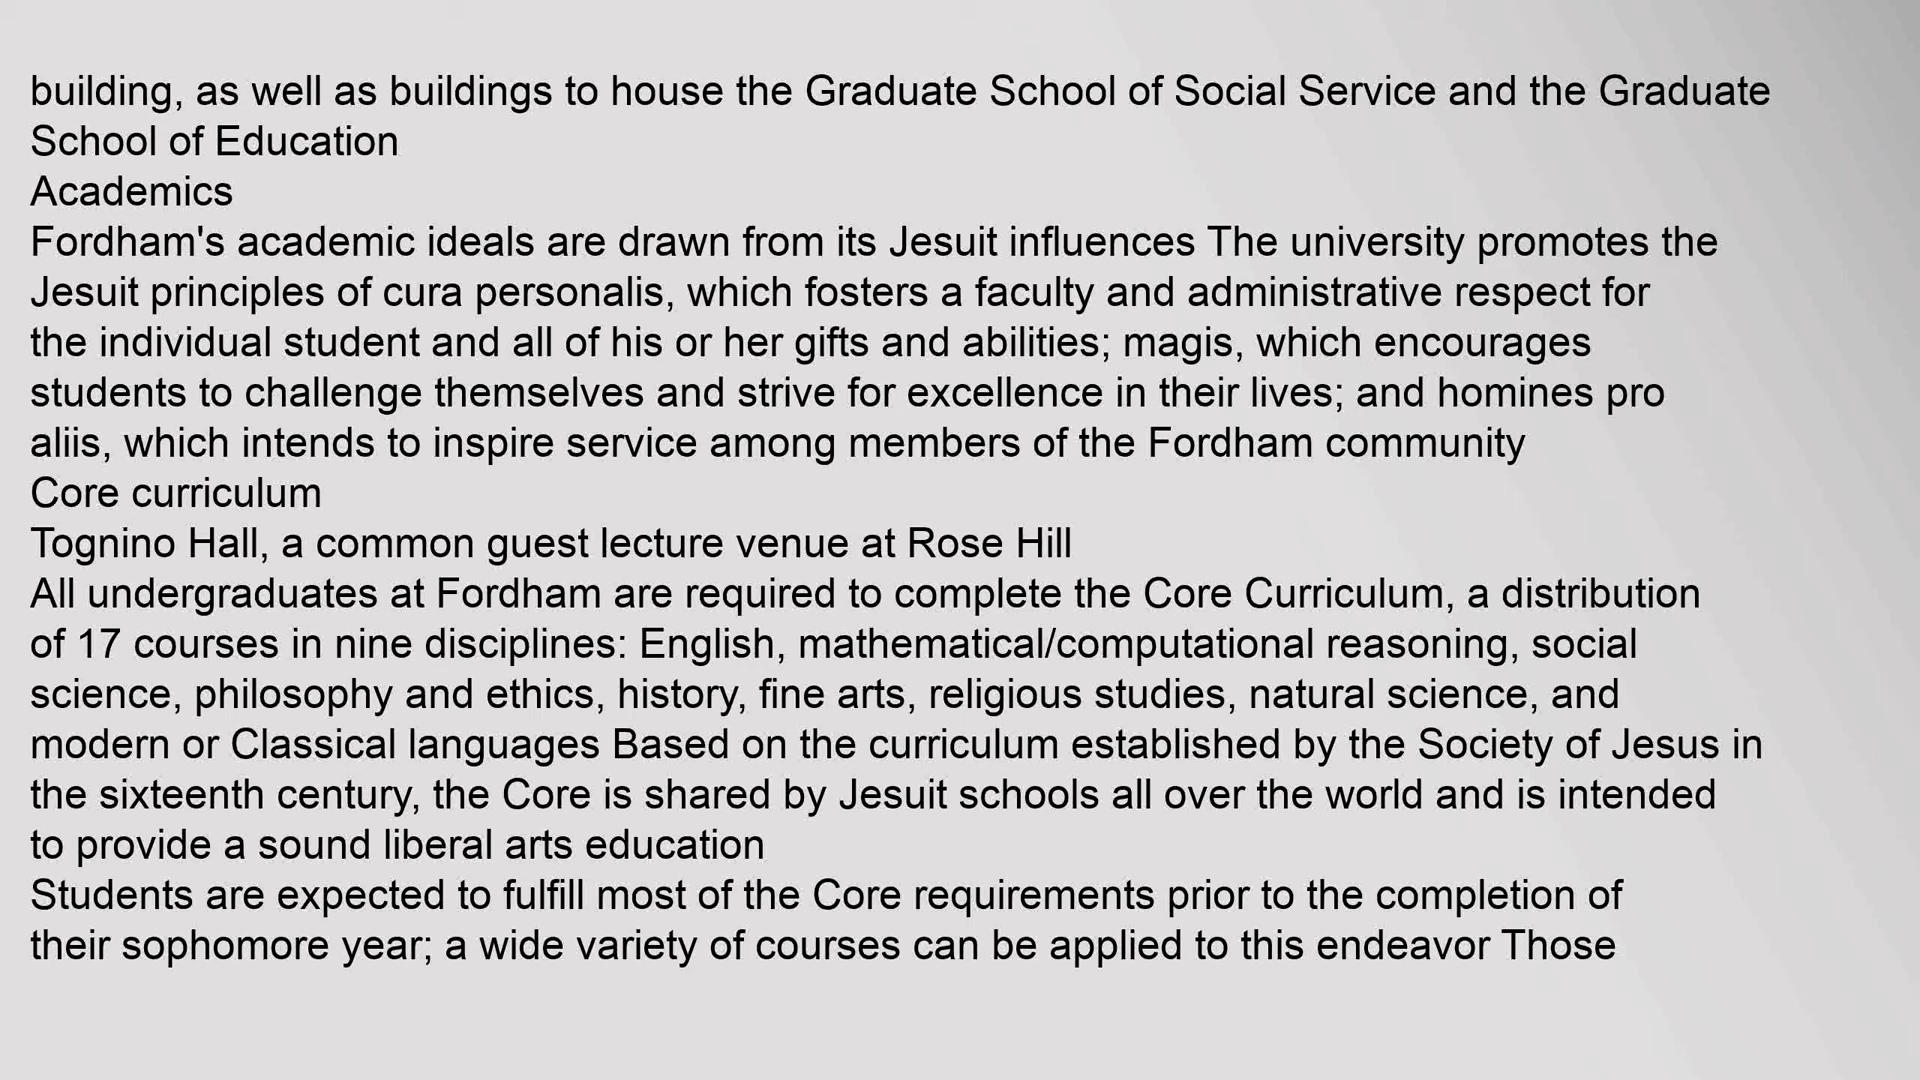 building, as well as buildings to house the Graduate School of Social Service and the Graduate
School of Education
Academics
Fordham's academic ideals are drawn from its Jesuit influences The university promotes the
Jesuit principles of cura personalis, which fosters a faculty and administrative respect for
the individual student and all of his or her gifts and abilities; magis, which encourages
students to challenge themselves and strive for excellence in their lives; and homines pro
aliis, which intends to inspire service among members of the Fordham community
Core curriculum
Tognino Hall, a common guest lecture venue at Rose Hill
All undergraduates at Fordham are required to complete the Core Curriculum, a distribution
of 17 courses in nine disciplines: English, mathematical/computational reasoning, social
science, philosophy and ethics, history, fine arts, religious studies, natural science, and
modern or Classical languages Based on the curriculum established by the Society of Jesus in
the sixteenth century, the Core is shared by Jesuit schools all over the world and is intended
to provide a sound liberal arts education
Students are expected to fulfill most of the Core requirements prior to the completion of
their sophomore year; a wide variety of courses can be applied to this endeavor Those